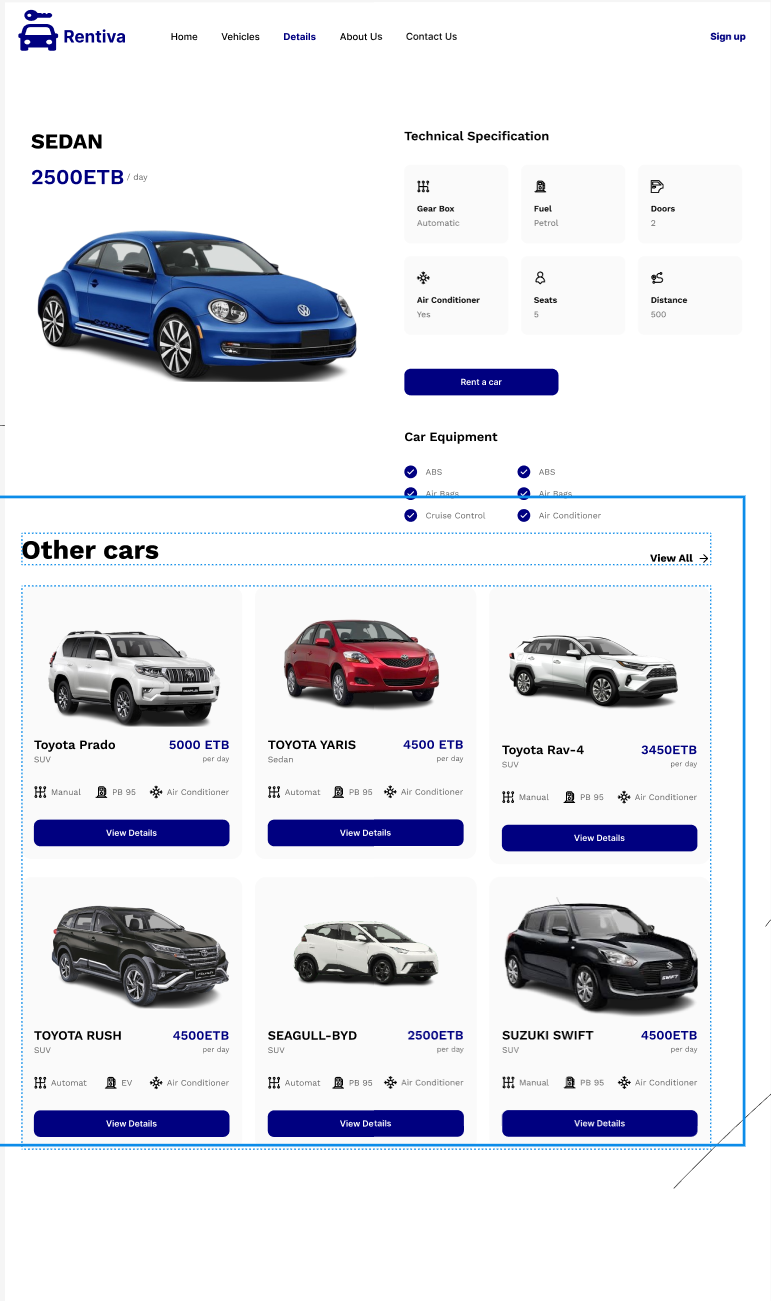 Rentiva
Home Vehicles Details About Us Contact Us Sign up
SEDAN
2500ETB / day
Technical Specification
Gear Box Fuel Doors
Automatic Petrol 2
Air Conditioner Seats Distance
Yes 5 500
Rent a car
Car Equipment
ABS ABS
Air Bags Air Bags
Cruise Control Air Conditioner
Other cars View All
Toyota Prado 5000 ETB
SUV per day
Manual PB 95 Air Conditioner
View Details
TOYOTA YARIS 4500 ETB
Sedan per day
Automat PB 95 Air Conditioner
View Details
Toyota Rav-4 3450ETB
SUV per day
Manual PB 95 Air Conditioner
View Details
TOYOTA RUSH 4500ETB
SUV per day
Automat EV Air Conditioner
View Details
SEAGULL-BYD 2500ETB
SUV per day
Automat PB 95 Air Conditioner
View Details
SUZUKI SWIFT 4500ETB
SUV per day
Manual PB 95 Air Conditioner
View Details